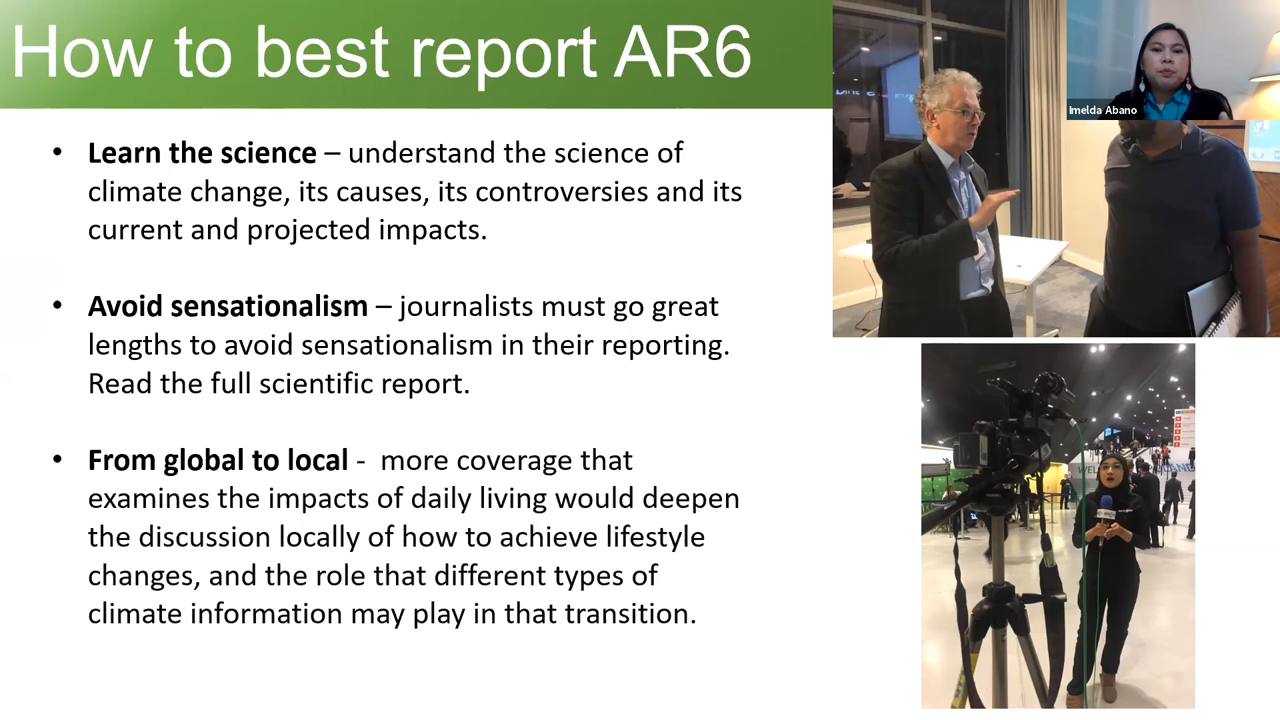 How to best report AR6
Imelda Abano
• Learn the science – understand the science of
climate change, its causes, its controversies and its
current and projected impacts.
• Avoid sensationalism – journalists must go great
lengths to avoid sensationalism in their reporting.
Read the full scientific report.
• From global to local - more coverage that
examines the impacts of daily living would deepen
the discussion locally of how to achieve lifestyle
changes, and the role that different types of
climate information may play in that transition.